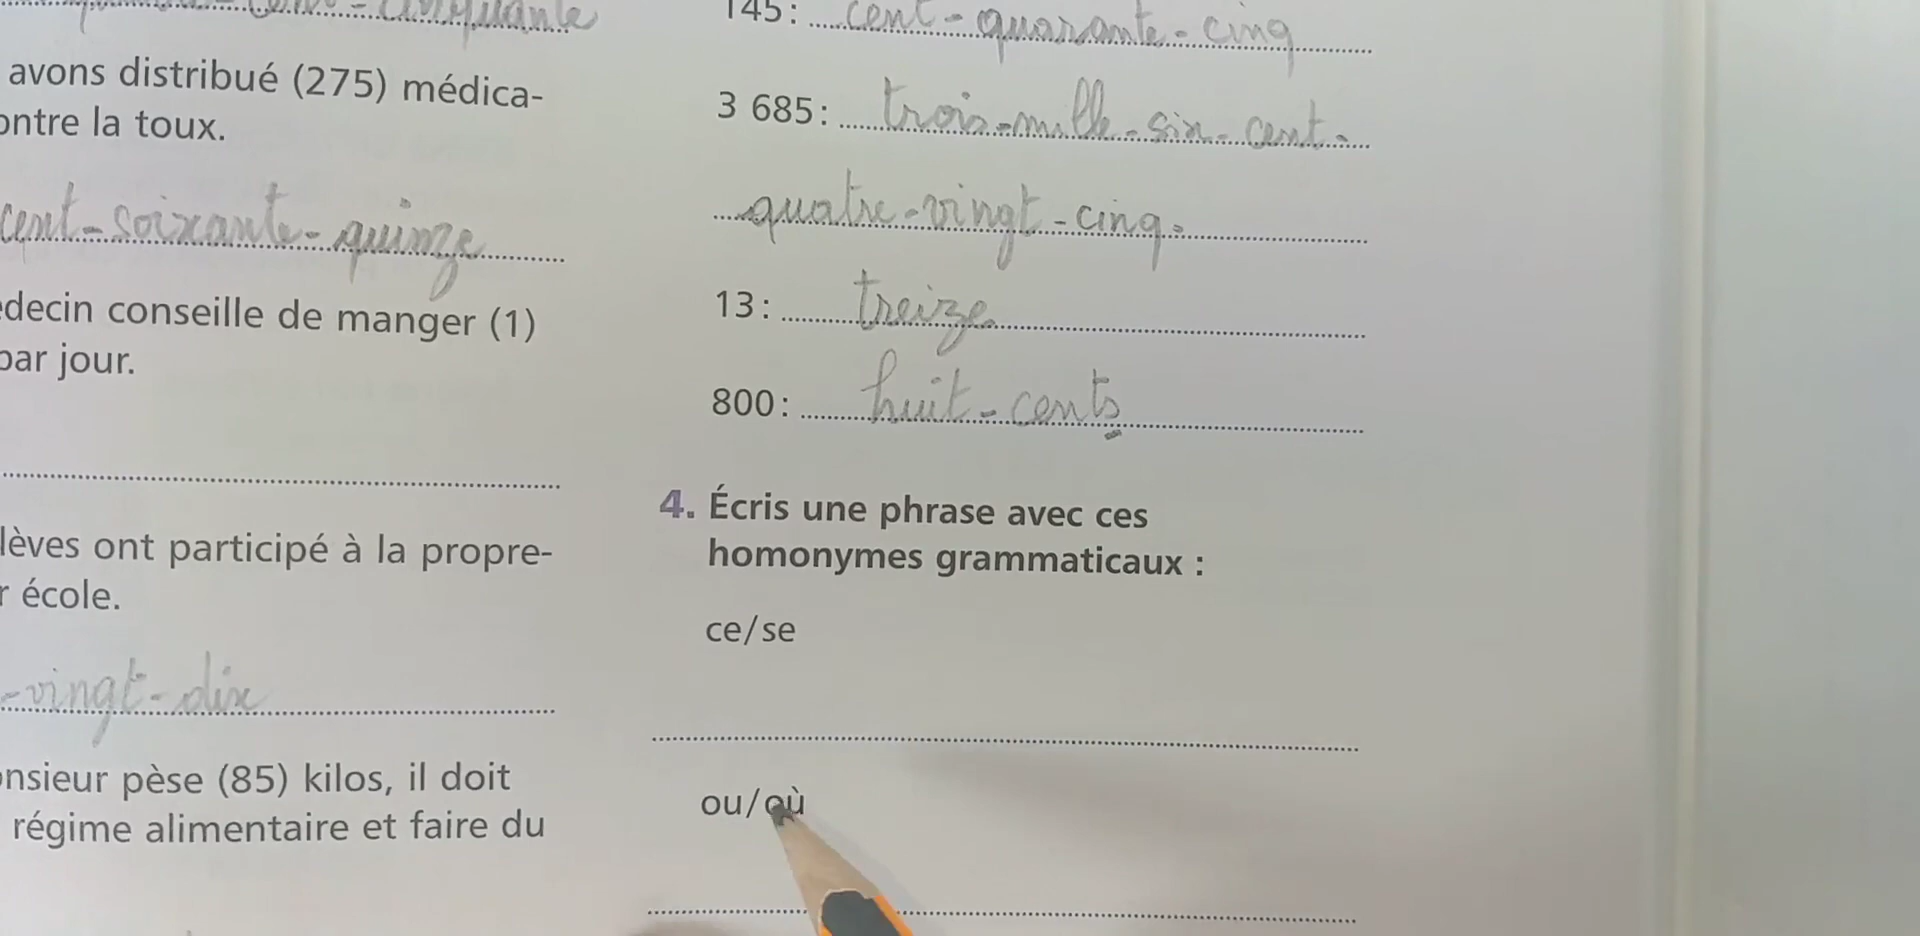 avons distribué (275) médica-
ontre la toux.
cent-soixante-quinze
edecin conseille de manger (1)
par jour.
lèves ont participé à la propre-
r école.
-vingt-dix
onsieur pèse (85) kilos, il doit
régime alimentaire et faire du
145 : cent-quarante-cinq
3 685 : trois-mille-six-cent-
quatre-vingt-cinq.
13 : treize
800 : huit-cents
4. Écris une phrase avec ces
homonymes grammaticaux :
ce/se
ou/où